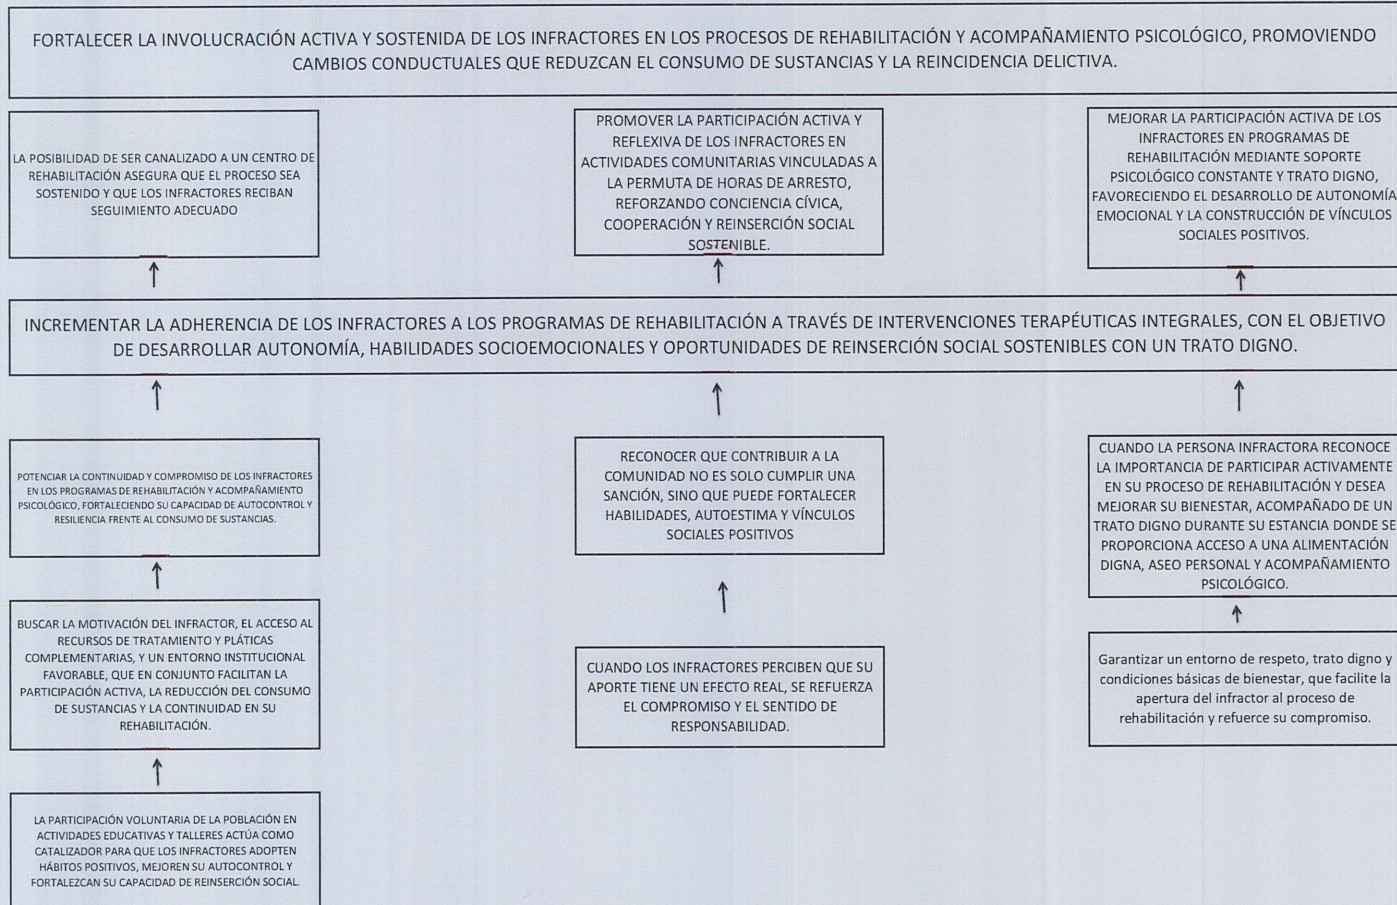 FORTALECER LA INVOLUCRACIÓN ACTIVA Y SOSTENIDA DE LOS INFRACTORES EN LOS PROCESOS DE REHABILITACIÓN Y ACOMPAÑAMIENTO PSICOLÓGICO, PROMOVIENDO
CAMBIOS CONDUCTUALES QUE REDUZCAN EL CONSUMO DE SUSTANCIAS Y LA REINCIDENCIA DELICTIVA.
LA POSIBILIDAD DE SER CANALIZADO A UN CENTRO DE
REHABILITACIÓN ASEGURA QUE EL PROCESO SEA
SOSTENIDO Y QUE LOS INFRACTORES RECIBAN
SEGUIMIENTO ADECUADO
PROMOVER LA PARTICIPACIÓN ACTIVA Y
REFLEXIVA DE LOS INFRACTORES EN
ACTIVIDADES COMUNITARIAS VINCULADAS A
LA PERMUTA DE HORAS DE ARRESTO,
REFORZANDO CONCIENCIA CÍVICA,
COOPERACIÓN Y REINSERCIÓN SOCIAL
SOSTENIBLE.
MEJORAR LA PARTICIPACIÓN ACTIVA DE LOS
INFRACTORES EN PROGRAMAS DE
REHABILITACIÓN MEDIANTE SOPORTE
PSICOLÓGICO CONSTANTE Y TRATO DIGNO,
FAVORECIENDO EL DESARROLLO DE AUTONOMÍA
EMOCIONAL Y LA CONSTRUCCIÓN DE VÍNCULOS
SOCIALES POSITIVOS.
INCREMENTAR LA ADHERENCIA DE LOS INFRACTORES A LOS PROGRAMAS DE REHABILITACIÓN A TRAVÉS DE INTERVENCIONES TERAPÉUTICAS INTEGRALES, CON EL OBJETIVO
DE DESARROLLAR AUTONOMÍA, HABILIDADES SOCIOEMOCIONALES Y OPORTUNIDADES DE REINSERCIÓN SOCIAL SOSTENIBLES CON UN TRATO DIGNO.
POTENCIAR LA CONTINUIDAD Y COMPROMISO DE LOS INFRACTORES
EN LOS PROGRAMAS DE REHABILITACIÓN Y ACOMPAÑAMIENTO
PSICOLÓGICO, FORTALECIENDO SU CAPACIDAD DE AUTOCONTROL Y
RESILIENCIA FRENTE AL CONSUMO DE SUSTANCIAS.
RECONOCER QUE CONTRIBUIR A LA
COMUNIDAD NO ES SOLO CUMPLIR UNA
SANCIÓN, SINO QUE PUEDE FORTALECER
HABILIDADES, AUTOESTIMA Y VÍNCULOS
SOCIALES POSITIVOS
CUANDO LA PERSONA INFRACTORA RECONOCE
LA IMPORTANCIA DE PARTICIPAR ACTIVAMENTE
EN SU PROCESO DE REHABILITACIÓN Y DESEA
MEJORAR SU BIENESTAR, ACOMPAÑADO DE UN
TRATO DIGNO DURANTE SU ESTANCIA DONDE SE
PROPORCIONA ACCESO A UNA ALIMENTACIÓN
DIGNA, ASEO PERSONAL Y ACOMPAÑAMIENTO
PSICOLÓGICO.
BUSCAR LA MOTIVACIÓN DEL INFRACTOR, EL ACCESO AL
RECURSOS DE TRATAMIENTO Y PLÁTICAS
COMPLEMENTARIAS, Y UN ENTORNO INSTITUCIONAL
FAVORABLE, QUE EN CONJUNTO FACILITAN LA
PARTICIPACIÓN ACTIVA, LA REDUCCIÓN DEL CONSUMO
DE SUSTANCIAS Y LA CONTINUIDAD EN SU
REHABILITACIÓN.
CUANDO LOS INFRACTORES PERCIBEN QUE SU
APORTE TIENE UN EFECTO REAL, SE REFUERZA
EL COMPROMISO Y EL SENTIDO DE
RESPONSABILIDAD.
Garantizar un entorno de respeto, trato digno y
condiciones básicas de bienestar, que facilite la
apertura del infractor al proceso de
rehabilitación y refuerce su compromiso.
LA PARTICIPACIÓN VOLUNTARIA DE LA POBLACIÓN EN
ACTIVIDADES EDUCATIVAS Y TALLERES ACTÚA COMO
CATALIZADOR PARA QUE LOS INFRACTORES ADOPTEN
HÁBITOS POSITIVOS, MEJOREN SU AUTOCONTROL Y
FORTALEZCAN SU CAPACIDAD DE REINSERCIÓN SOCIAL.